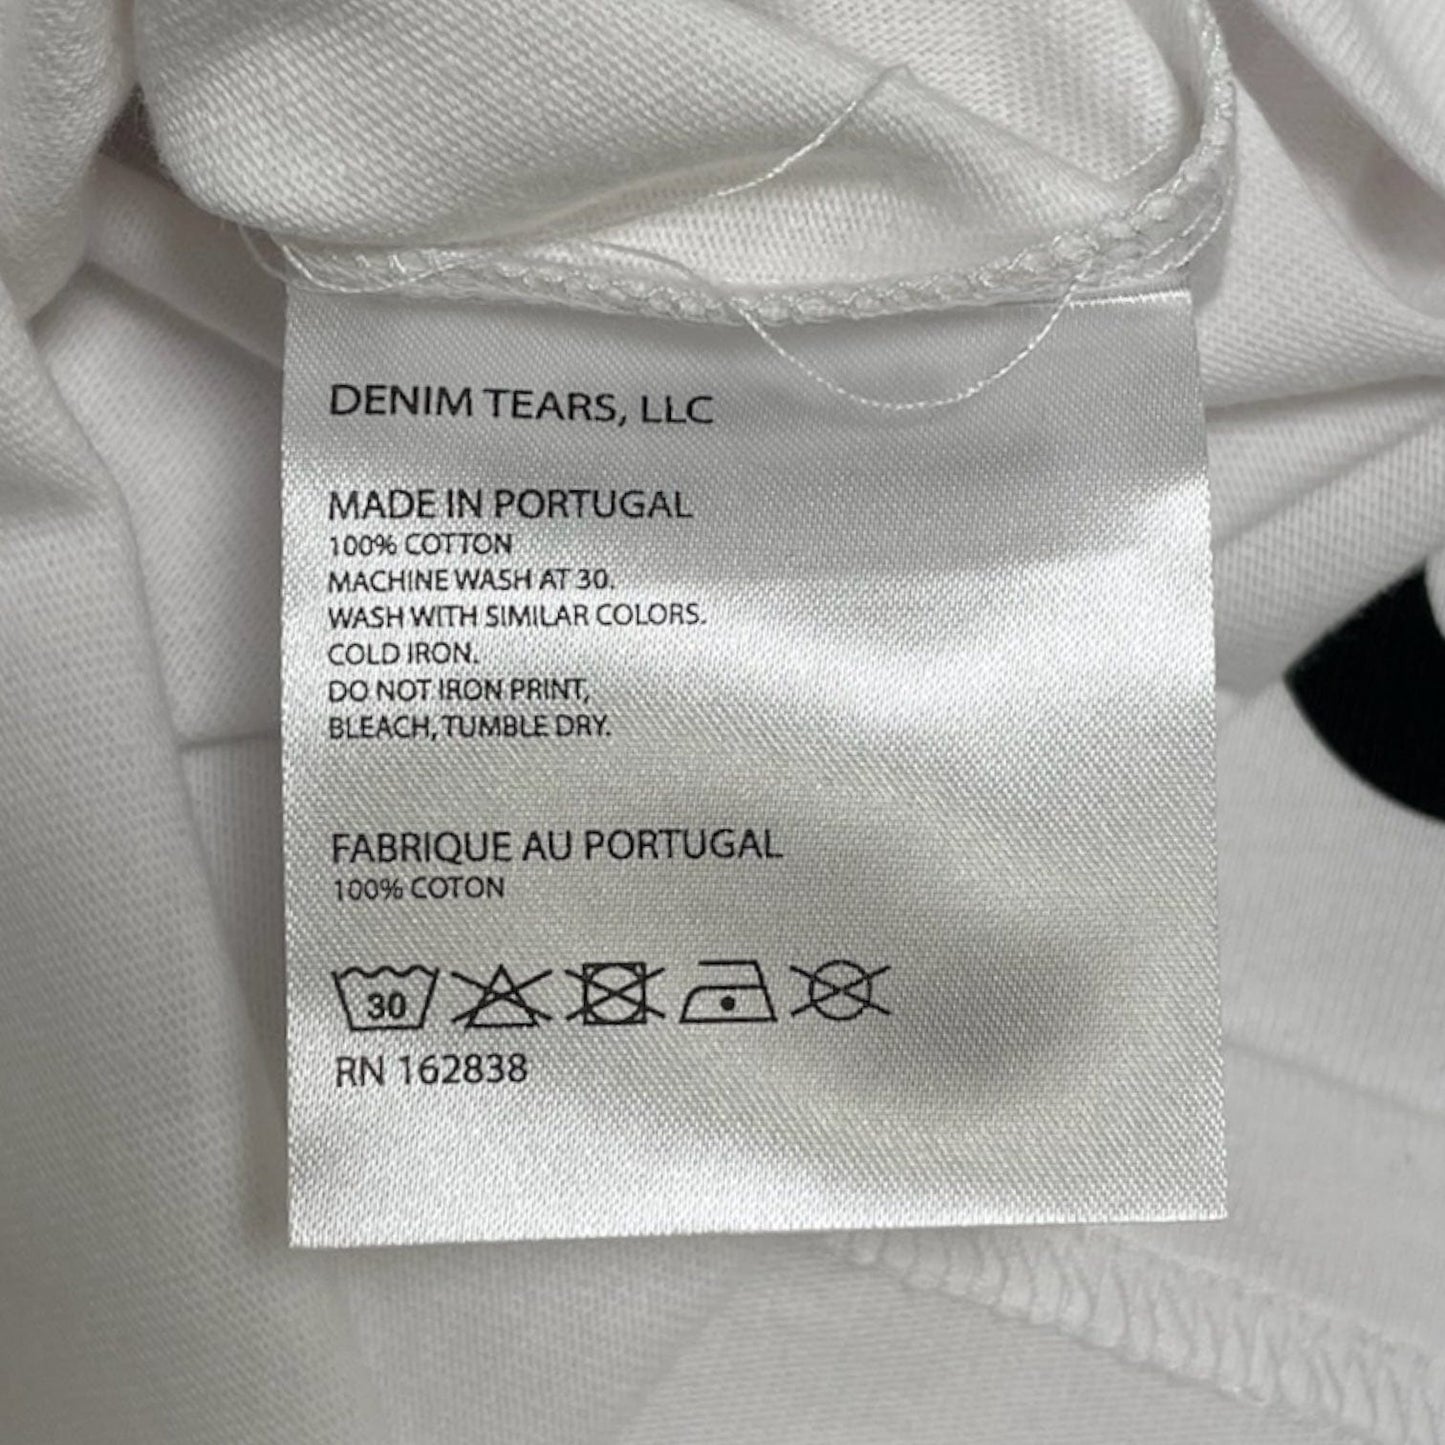 DENIM TEARS, LLC
MADE IN PORTUGAL
100% COTTON
MACHINE WASH AT 30.
WASH WITH SIMILAR COLORS.
COLD IRON.
DO NOT IRON PRINT,
BLEACH, TUMBLE DRY.
FABRIQUE AU PORTUGAL
100% COTON
30
RN 162838